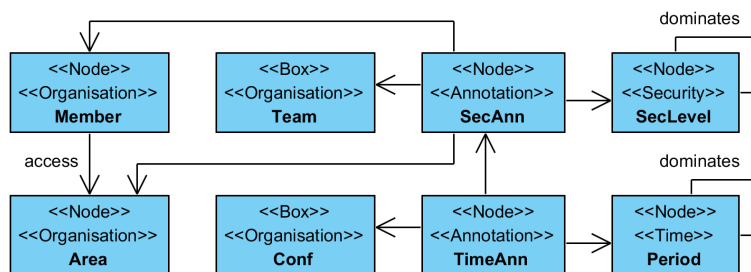 dominates
<<Node>>
<<Organisation>>
Member
<<Box>>
<<Organisation>>
Team
<<Node>>
<<Annotation>>
SecAnn
<<Node>>
<<Security>>
SecLevel
access
dominates
<<Node>>
<<Organisation>>
Area
<<Box>>
<<Organisation>>
Conf
<<Node>>
<<Annotation>>
TimeAnn
<<Node>>
<<Time>>
Period